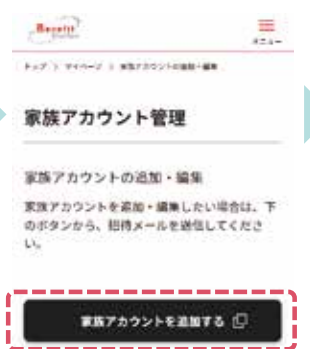 Benefit
メニュー
トップ > マイページ > 家族アカウントの追加・編集
家族アカウント管理
家族アカウントの追加・編集
家族アカウントを追加・編集したい場合は、下
のボタンから、招待メールを送信してくださ
い。
家族アカウントを追加する